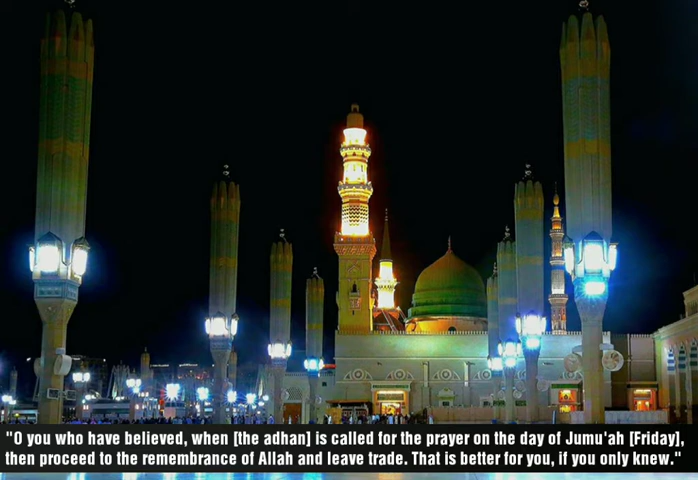 "O you who have believed, when [the adhan] is called for the prayer on the day of Jumu'ah [Friday],
then proceed to the remembrance of Allah and leave trade. That is better for you, if you only knew."